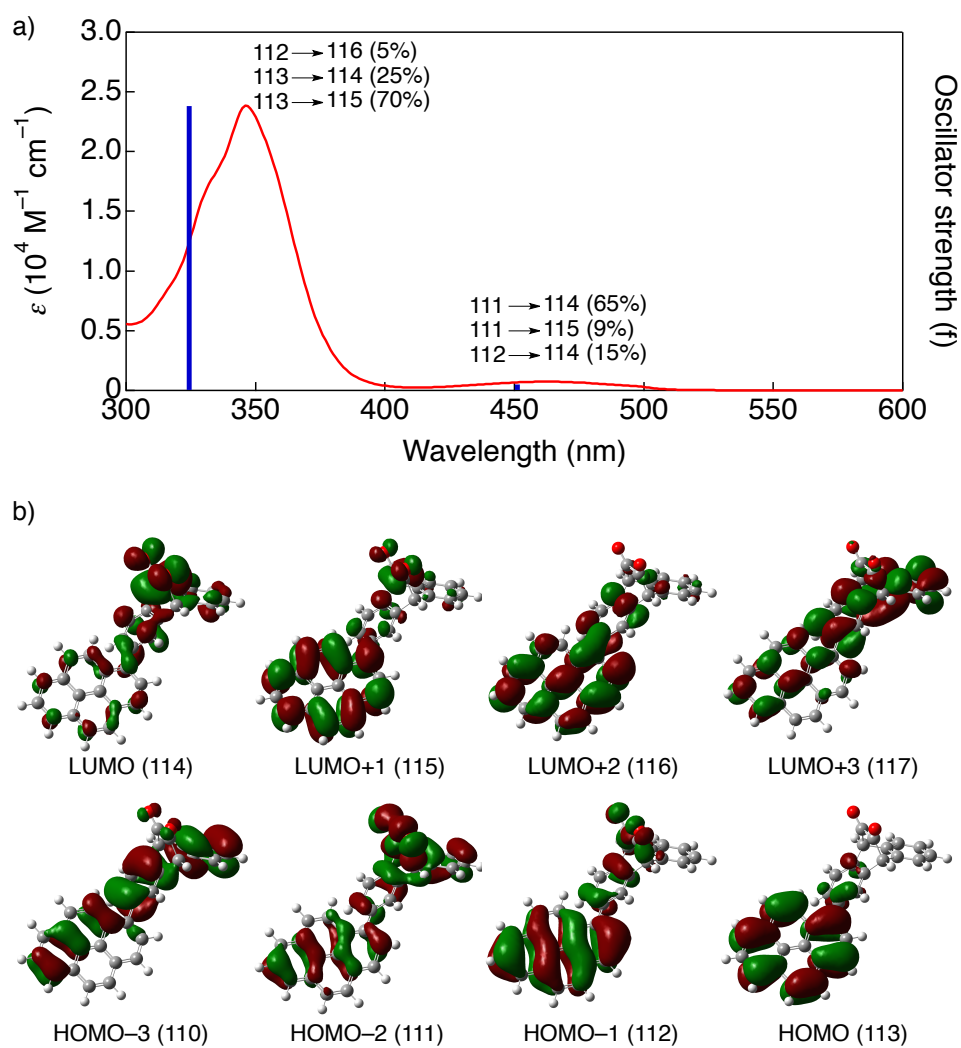 a)
3.0
2.5
2.0
1.5
1.0
0.5
0
ε (10⁴ M⁻¹ cm⁻¹)
112 → 116 (5%)
113 → 114 (25%)
113 → 115 (70%)
111 → 114 (65%)
111 → 115 (9%)
112 → 114 (15%)
Oscillator strength (f)
300 350 400 450 500 550 600
Wavelength (nm)
b)
LUMO (114) LUMO+1 (115) LUMO+2 (116) LUMO+3 (117)
HOMO–3 (110) HOMO–2 (111) HOMO–1 (112) HOMO (113)